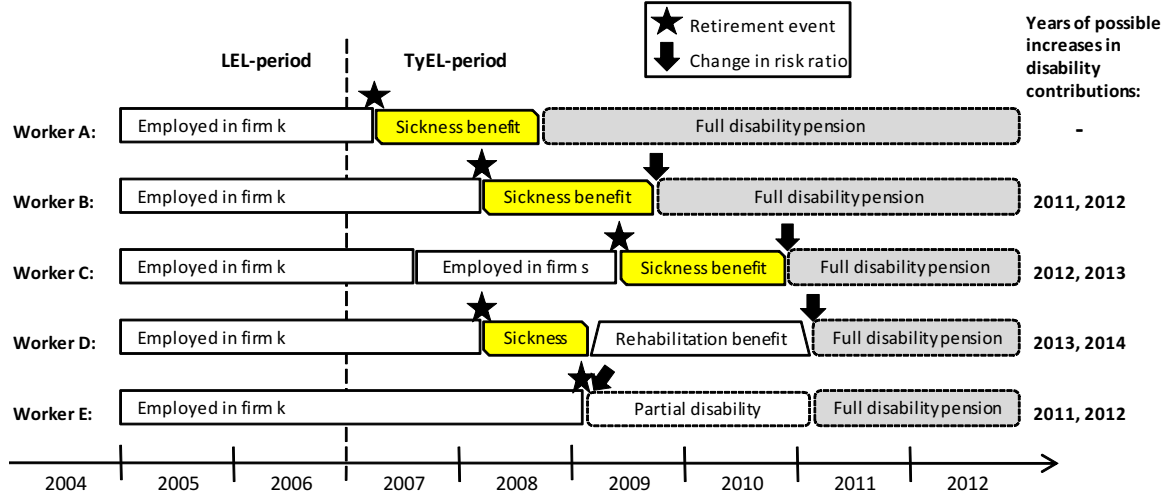 Retirement event
Change in risk ratio
Years of possible
increases in
disability
contributions:
LEL-period
TyEL-period
Worker A:
Employed in firm k
Sickness benefit
Full disability pension
-
Worker B:
Employed in firm k
Sickness benefit
Full disability pension
2011, 2012
Worker C:
Employed in firm k
Employed in firm s
Sickness benefit
Full disability pension
2012, 2013
Worker D:
Employed in firm k
Sickness
Rehabilitation benefit
Full disability pension
2013, 2014
Worker E:
Employed in firm k
Partial disability
Full disability pension
2011, 2012
2004
2005
2006
2007
2008
2009
2010
2011
2012